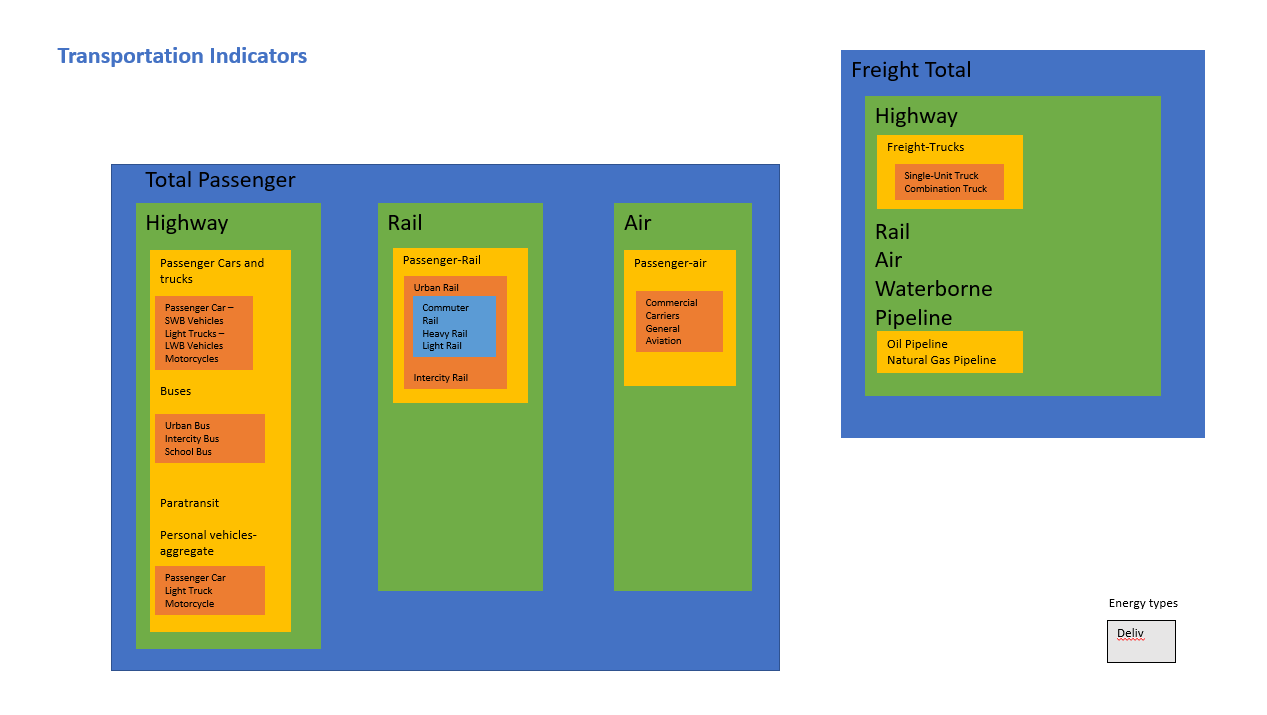 Transportation Indicators
Total Passenger
Highway
Passenger Cars and
trucks
Passenger Car –
SWB Vehicles
Light Trucks –
LWB Vehicles
Motorcycles
Buses
Urban Bus
Intercity Bus
School Bus
Paratransit
Personal vehicles-
aggregate
Passenger Car
Light Truck
Motorcycle
Rail
Passenger-Rail
Urban Rail
Commuter
Rail
Heavy Rail
Light Rail
Intercity Rail
Air
Passenger-air
Commercial
Carriers
General
Aviation
Freight Total
Highway
Freight-Trucks
Single-Unit Truck
Combination Truck
Rail
Air
Waterborne
Pipeline
Oil Pipeline
Natural Gas Pipeline
Energy types
Deliv